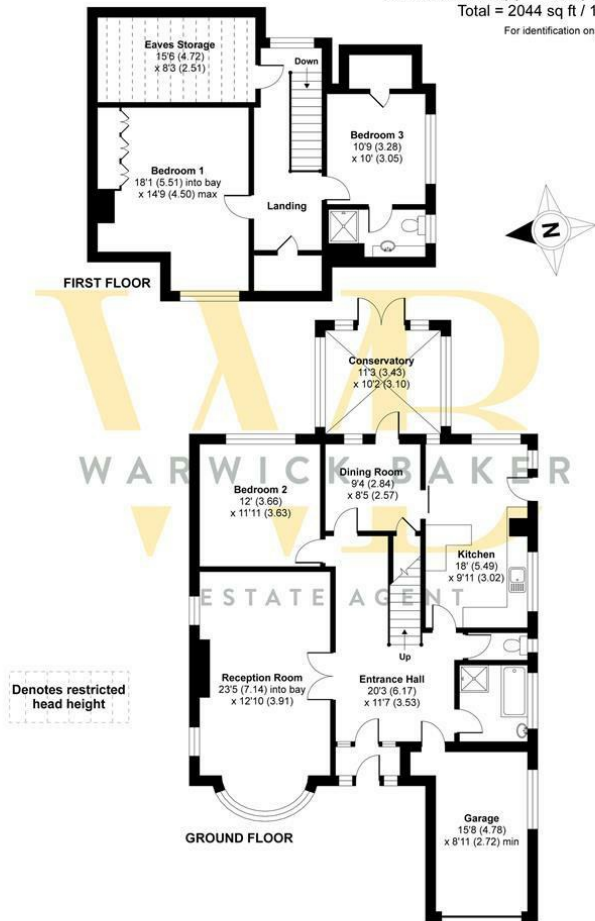 Total = 2044 sq ft / 1
For identification on
Eaves Storage
15'6 (4.72)
x 8'3 (2.51)
Down
Bedroom 3
10'9 (3.28)
x 10' (3.05)
Bedroom 1
18'1 (5.51) into bay
x 14'9 (4.50) max
Landing
N
FIRST FLOOR
WB
Conservatory
11'3 (3.43)
x 10'2 (3.10)
WARWICK BAKER
Dining Room
9'4 (2.84)
x 8'5 (2.57)
Bedroom 2
12' (3.66)
x 11'11 (3.63)
Kitchen
18' (5.49)
x 9'11 (3.02)
ESTATE AGENT
Up
Reception Room
23'5 (7.14) into bay
x 12'10 (3.91)
Entrance Hall
20'3 (6.17)
x 11'7 (3.53)
Denotes restricted
head height
Garage
15'8 (4.78)
x 8'11 (2.72) min
GROUND FLOOR